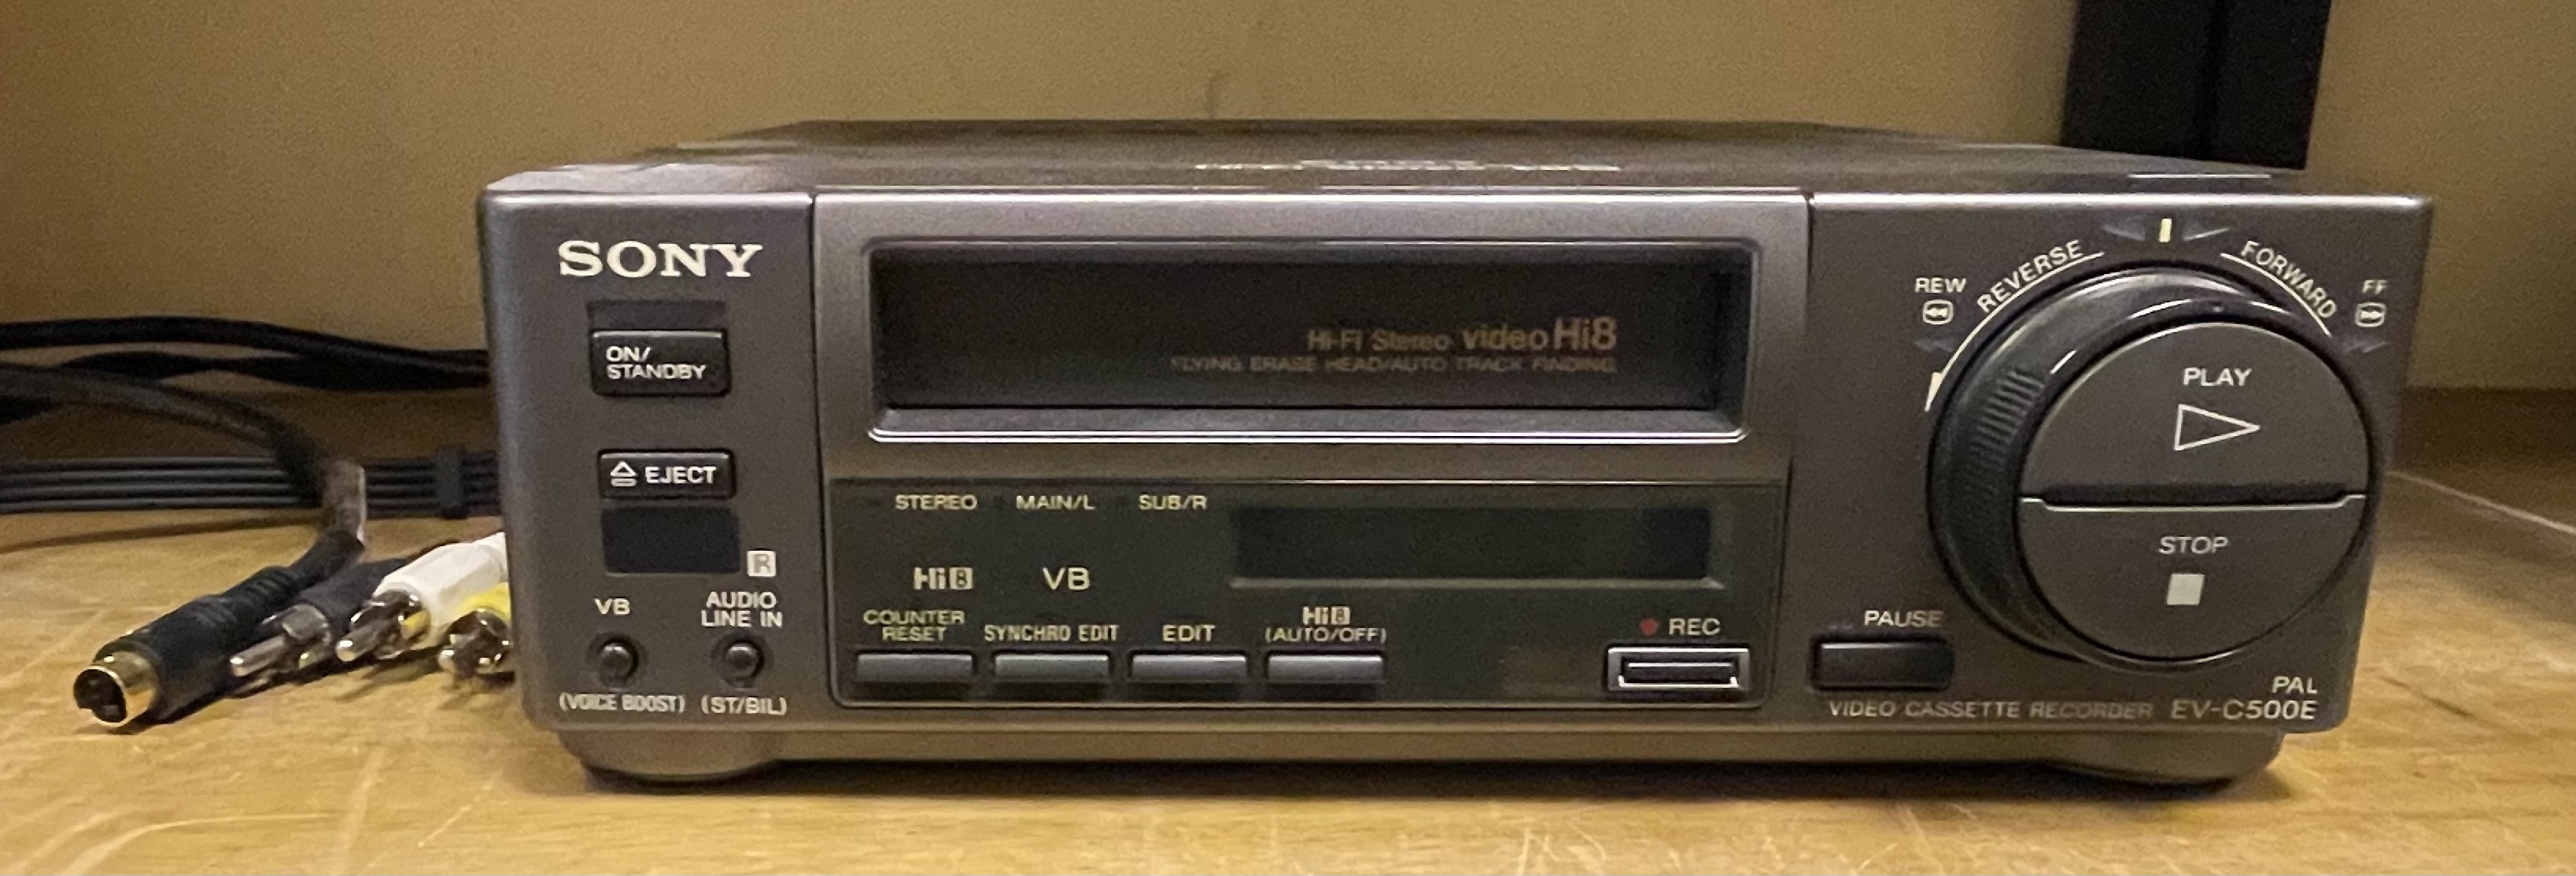 SONY
ON/
STANDBY
EJECT
R
VB
(VOICE BOOST)
AUDIO
LINE IN
(ST/BIL)
Hi-Fi Stereo video Hi8
FLYING ERASE HEAD/AUTO TRACK FINDING
STEREO MAIN/L SUB/R
Hi8 VB
COUNTER
RESET
SYNCHRO EDIT
EDIT
Hi8
(AUTO/OFF)
REC
REW
REVERSE
FORWARD
FF
PLAY
STOP
PAUSE
PAL
VIDEO CASSETTE RECORDER EV-C500E